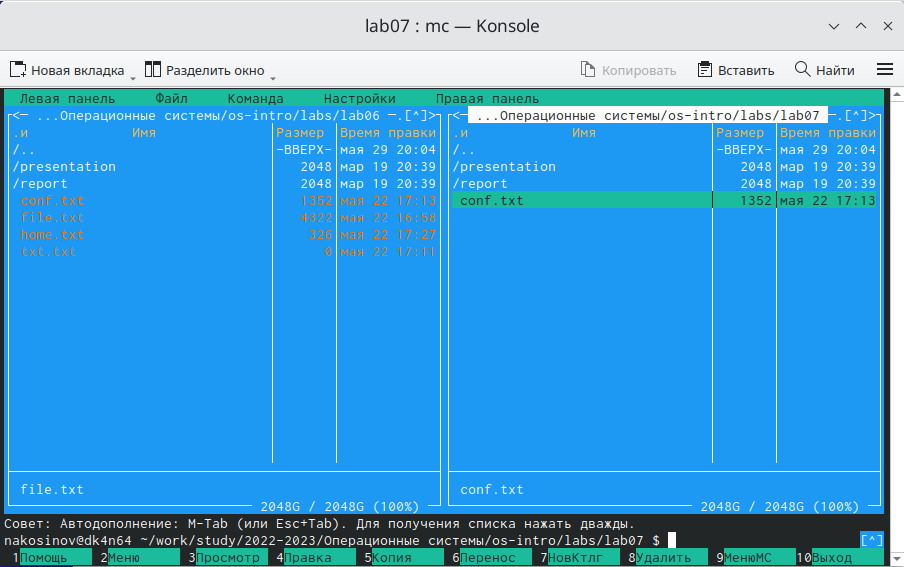 lab07 : mc — Konsole
Новая вкладка Разделить окно Копировать Вставить Найти
Левая панель Файл Команда Настройки Правая панель
<— ...Операционные системы/os-intro/labs/lab06 —.[^]> <— ...Операционные системы/os-intro/labs/lab07 —.[^]>
.и Имя Размер Время правки .и Имя Размер Время правки
/.. -ВВЕРХ- мая 29 20:04 /.. -ВВЕРХ- мая 29 20:04
/presentation 2048 мар 19 20:39 /presentation 2048 мар 19 20:39
/report 2048 мар 19 20:39 /report 2048 мар 19 20:39
conf.txt 1352 мая 22 17:13 conf.txt 1352 мая 22 17:13
file.txt 4322 мая 22 16:58
home.txt 326 мая 22 17:27
txt.txt 0 мая 22 17:11
file.txt conf.txt
2048G / 2048G (100%) 2048G / 2048G (100%)
Совет: Автодополнение: M-Tab (или Esc+Tab). Для получения списка нажать дважды.
nakosinov@dk4n64 ~/work/study/2022-2023/Операционные системы/os-intro/labs/lab07 $ [^]
1Помощь 2Меню 3Просмотр 4Правка 5Копия 6Перенос 7НовКтлг 8Удалить 9МенюМС 10Выход